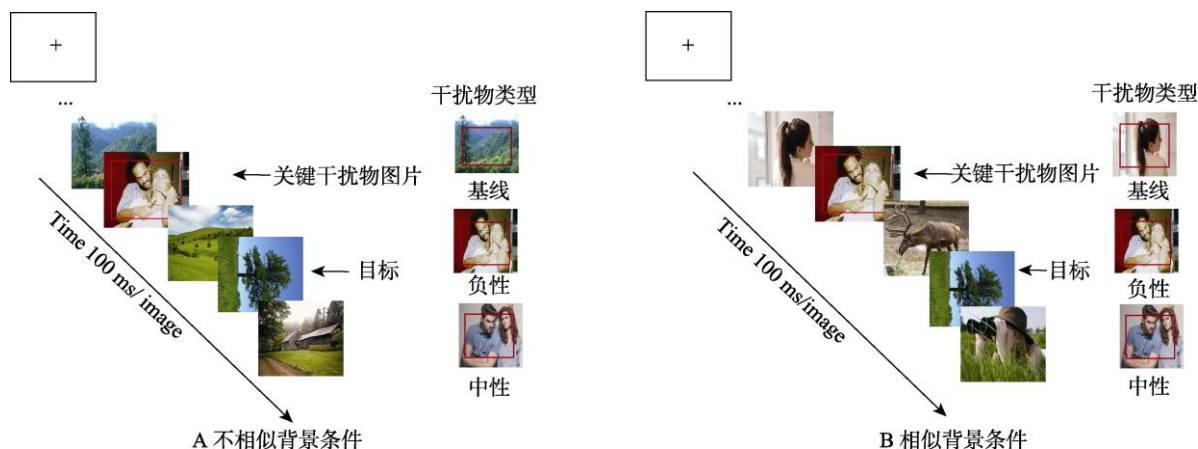 +
...
干扰物类型
关键干扰物图片
基线
负性
目标
中性
Time 100 ms/ image
A 不相似背景条件
+
...
干扰物类型
关键干扰物图片
基线
负性
目标
中性
Time 100 ms/image
B 相似背景条件